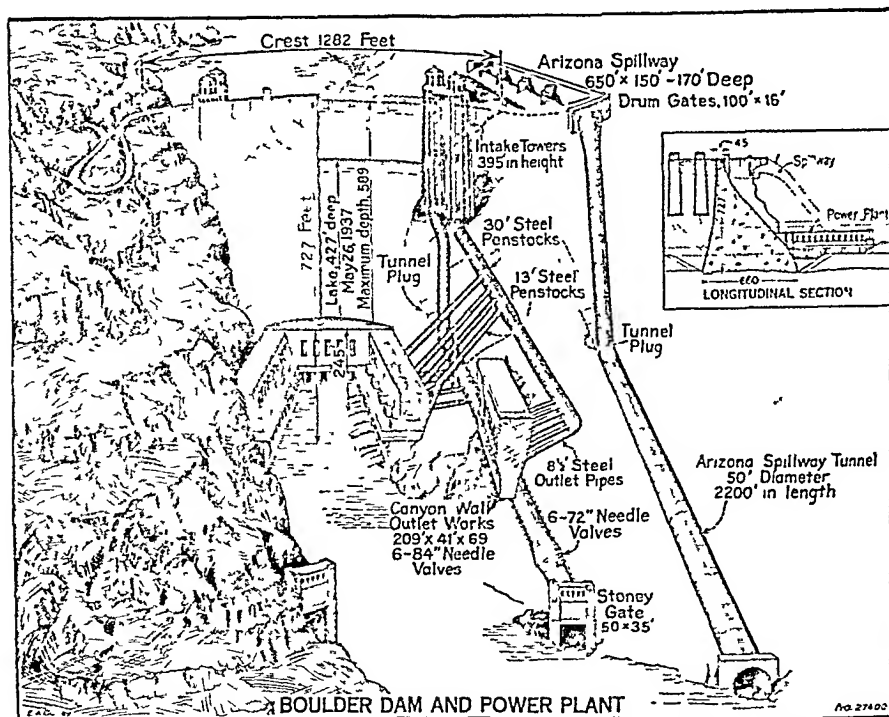 Crest 1282 Feet
Arizona Spillway
650' × 150'-170' Deep
Drum Gates, 100' × 16'
Intake Towers
395 in height
727 Feet
Lake, 427 deep
May 26, 1937
Maximum depth, 589
30' Steel
Penstocks
Tunnel
Plug
13' Steel
Penstocks
245'
45
Spillway
Power Plant
660
LONGITUDINAL SECTION
Tunnel
Plug
8½' Steel
Outlet Pipes
Arizona Spillway Tunnel
50' Diameter
2200' in length
Canyon Wall
Outlet Works
209' × 41' × 69
6-84" Needle
Valves
6-72" Needle
Valves
Stoney
Gate
50 × 35'
BOULDER DAM AND POWER PLANT